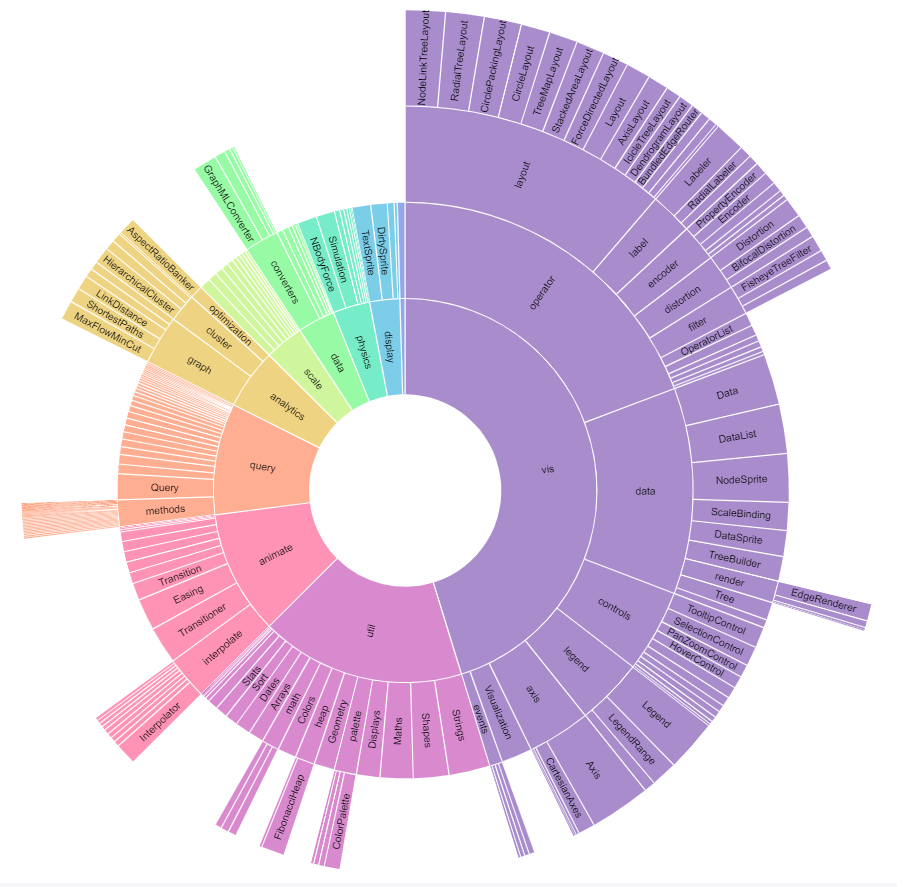 vis
operator
layout
NodeLinkTreeLayout
RadialTreeLayout
CirclePackingLayout
CircleLayout
TreeMapLayout
StackedAreaLayout
ForceDirectedLayout
Layout
AxisLayout
IcicleTreeLayout
DendrogramLayout
BundledEdgeRouter
label
Labeler
RadialLabeler
encoder
PropertyEncoder
Encoder
distortion
Distortion
BifocalDistortion
filter
FisheyeTreeFilter
OperatorList
data
Data
DataList
NodeSprite
ScaleBinding
DataSprite
TreeBuilder
render
EdgeRenderer
Tree
controls
TooltipControl
SelectionControl
PanZoomControl
HoverControl
legend
Legend
LegendRange
axis
Axis
CartesianAxes
Visualization
events
util
Strings
Shapes
Maths
Displays
palette
ColorPalette
Geometry
heap
FibonacciHeap
Colors
math
Arrays
Dates
Sort
Stats
animate
interpolate
Interpolator
Transitioner
Easing
Transition
query
methods
Query
analytics
graph
MaxFlowMinCut
ShortestPaths
LinkDistance
cluster
HierarchicalCluster
optimization
AspectRatioBanker
scale
data
converters
GraphMLConverter
physics
NBodyForce
Simulation
display
TextSprite
DirtySprite